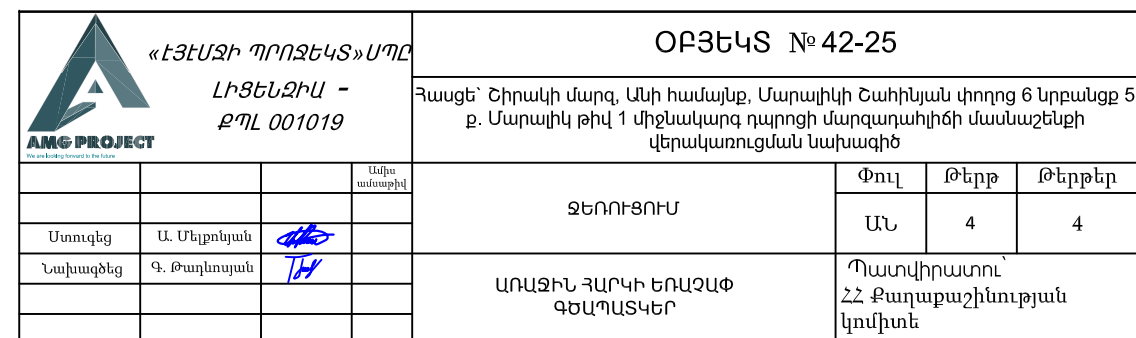 «ԷՅԷՄՋԻ ՊՐՈՋԵԿՏ»ՍՊԸ
ԼԻՑԵՆԶԻԱ -
ՔՊԼ 001019
AMG PROJECT
We are looking forward to the future
ՕԲՅԵԿՏ № 42-25
Հասցե՝ Շիրակի մարզ, Անի համայնք, Մարալիկի Շահինյան փողոց 6 նրբանցք 5
ք. Մարալիկ թիվ 1 միջնակարգ դպրոցի մարզադահլիճի մասնաշենքի
վերակառուցման նախագիծ
Ամիս
ամսաթիվ
Ստուգեց Ա. Մելքոնյան
Նախագծեց Գ. Թադևոսյան
ՋԵՌՈՒՑՈՒՄ
Փուլ Թերթ Թերթեր
ԱՆ 4 4
ԱՌԱՋԻՆ ՀԱՐԿԻ ԵՌԱՉԱՓ
ԳԾԱՊԱՏԿԵՐ
Պատվիրատու՝
ՀՀ Քաղաքաշինության
կոմիտե